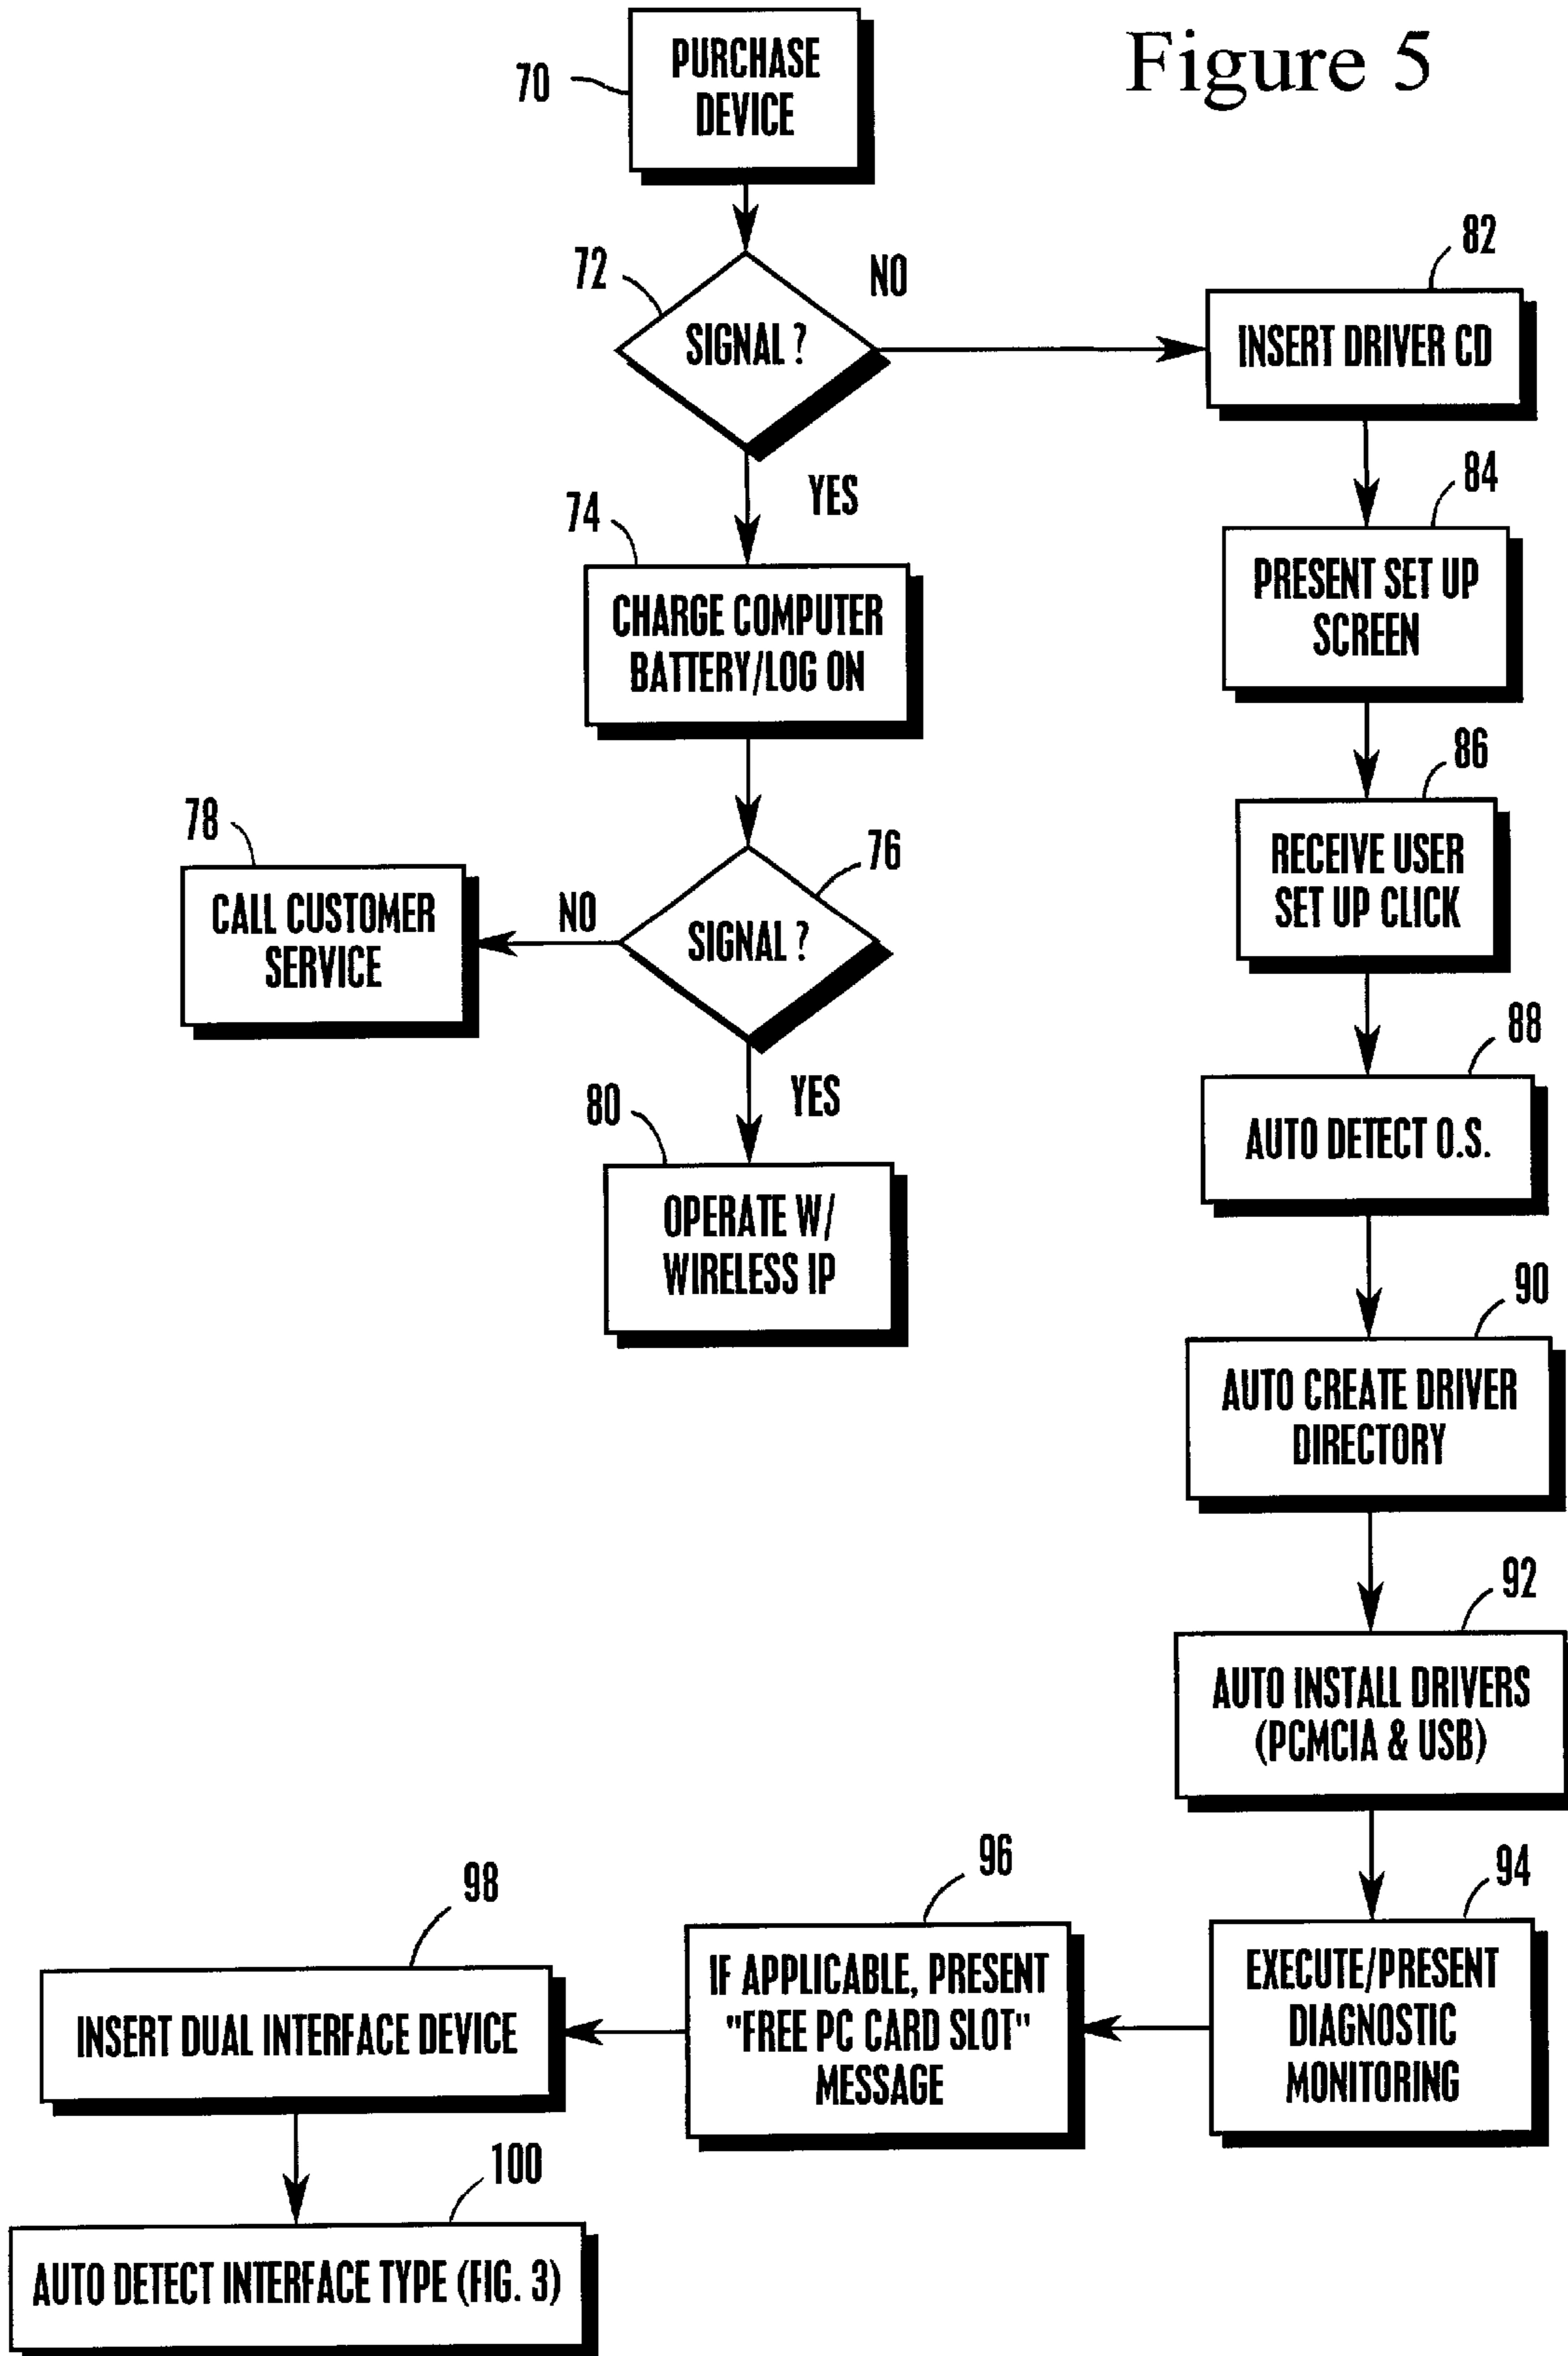 Figure 5
70
PURCHASE
DEVICE
72
SIGNAL ?
NO
YES
82
INSERT DRIVER CD
84
PRESENT SET UP
SCREEN
74
CHARGE COMPUTER
BATTERY/LOG ON
86
RECEIVE USER
SET UP CLICK
76
SIGNAL ?
NO
78
CALL CUSTOMER
SERVICE
YES
80
OPERATE W/
WIRELESS IP
88
AUTO DETECT O.S.
90
AUTO CREATE DRIVER
DIRECTORY
92
AUTO INSTALL DRIVERS
(PCMCIA & USB)
94
EXECUTE/PRESENT
DIAGNOSTIC
MONITORING
96
IF APPLICABLE, PRESENT
"FREE PC CARD SLOT"
MESSAGE
98
INSERT DUAL INTERFACE DEVICE
100
AUTO DETECT INTERFACE TYPE (FIG. 3)